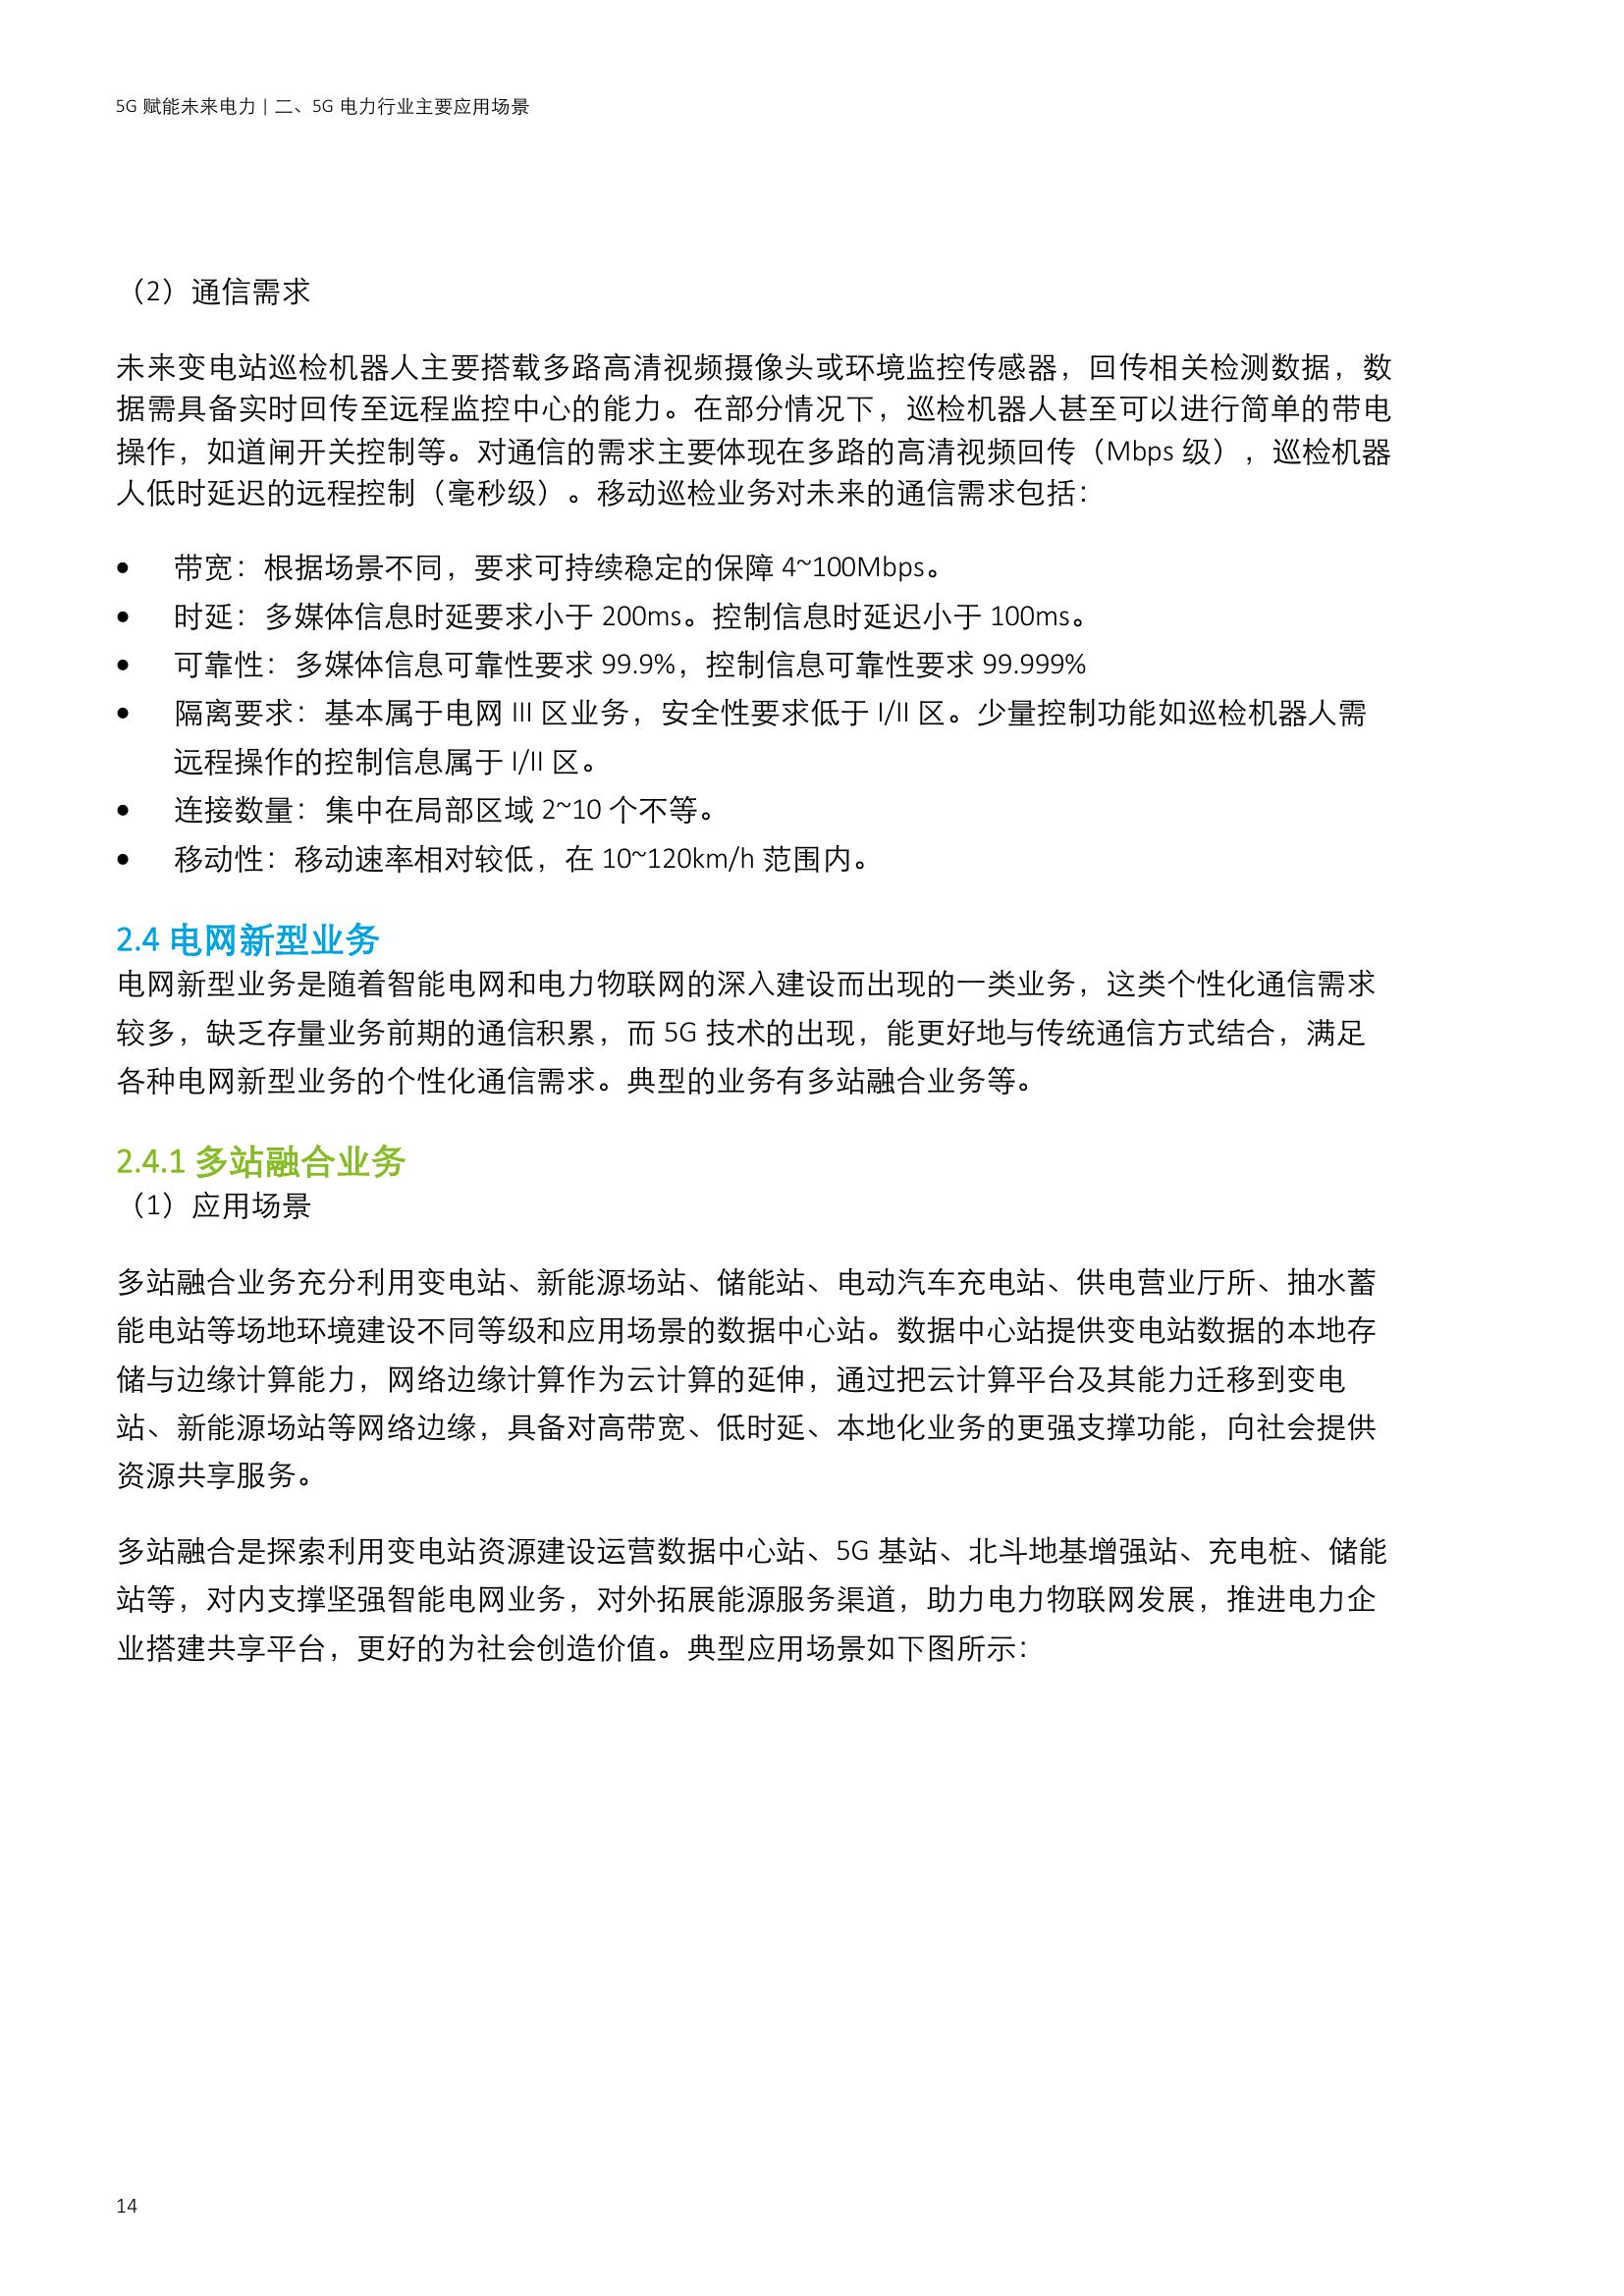 5G 赋能未来电力 | 二、5G 电力行业主要应用场景
（2）通信需求
未来变电站巡检机器人主要搭载多路高清视频摄像头或环境监控传感器，回传相关检测数据，数
据需具备实时回传至远程监控中心的能力。在部分情况下，巡检机器人甚至可以进行简单的带电
操作，如道闸开关控制等。对通信的需求主要体现在多路的高清视频回传（Mbps 级），巡检机器
人低时延迟的远程控制（毫秒级）。移动巡检业务对未来的通信需求包括：
• 带宽：根据场景不同，要求可持续稳定的保障 4~100Mbps。
• 时延：多媒体信息时延要求小于 200ms。控制信息时延迟小于 100ms。
• 可靠性：多媒体信息可靠性要求 99.9%，控制信息可靠性要求 99.999%
• 隔离要求：基本属于电网 III 区业务，安全性要求低于 I/II 区。少量控制功能如巡检机器人需
远程操作的控制信息属于 I/II 区。
• 连接数量：集中在局部区域 2~10 个不等。
• 移动性：移动速率相对较低，在 10~120km/h 范围内。
2.4 电网新型业务
电网新型业务是随着智能电网和电力物联网的深入建设而出现的一类业务，这类个性化通信需求
较多，缺乏存量业务前期的通信积累，而 5G 技术的出现，能更好地与传统通信方式结合，满足
各种电网新型业务的个性化通信需求。典型的业务有多站融合业务等。
2.4.1 多站融合业务
（1）应用场景
多站融合业务充分利用变电站、新能源场站、储能站、电动汽车充电站、供电营业厅所、抽水蓄
能电站等场地环境建设不同等级和应用场景的数据中心站。数据中心站提供变电站数据的本地存
储与边缘计算能力，网络边缘计算作为云计算的延伸，通过把云计算平台及其能力迁移到变电
站、新能源场站等网络边缘，具备对高带宽、低时延、本地化业务的更强支撑功能，向社会提供
资源共享服务。
多站融合是探索利用变电站资源建设运营数据中心站、5G 基站、北斗地基增强站、充电桩、储能
站等，对内支撑坚强智能电网业务，对外拓展能源服务渠道，助力电力物联网发展，推进电力企
业搭建共享平台，更好的为社会创造价值。典型应用场景如下图所示：
14